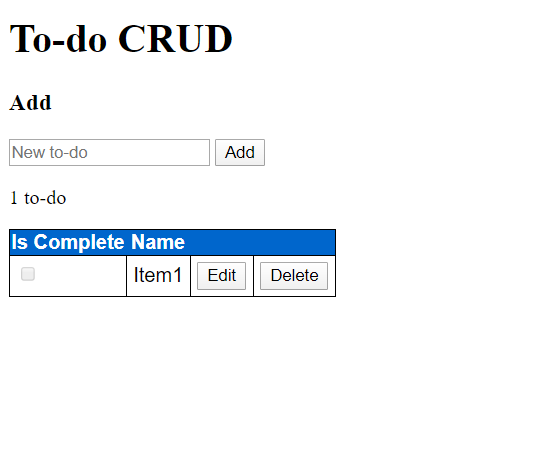 To-do CRUD
Add
New to-do Add
1 to-do
Is Complete Name
Item1 Edit Delete